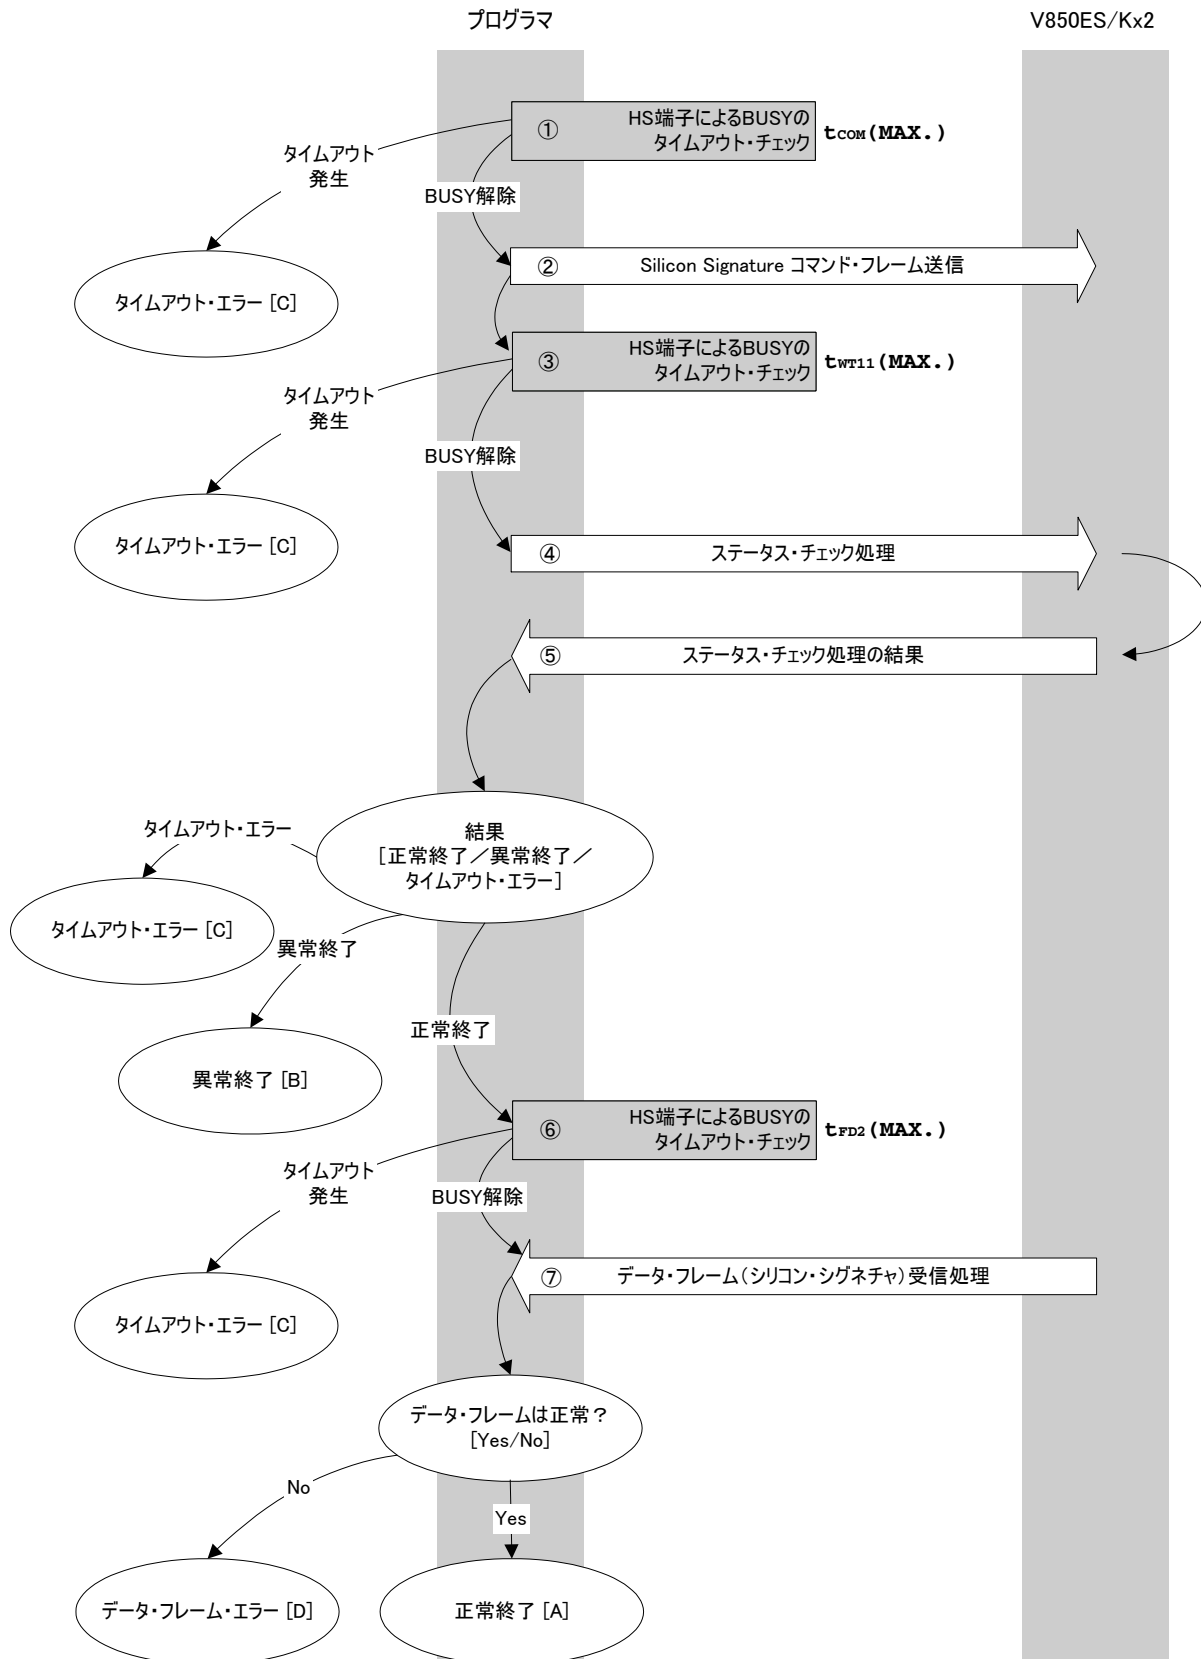 プログラマ
V850ES/Kx2
① HS端子によるBUSYの
タイムアウト・チェック
tCOM(MAX.)
タイムアウト
発生
BUSY解除
タイムアウト・エラー [C]
② Silicon Signature コマンド・フレーム送信
③ HS端子によるBUSYの
タイムアウト・チェック
tWT11(MAX.)
タイムアウト
発生
BUSY解除
タイムアウト・エラー [C]
④ ステータス・チェック処理
⑤ ステータス・チェック処理の結果
結果
[正常終了／異常終了／
タイムアウト・エラー]
タイムアウト・エラー
タイムアウト・エラー [C]
異常終了
異常終了 [B]
正常終了
⑥ HS端子によるBUSYの
タイムアウト・チェック
tFD2(MAX.)
タイムアウト
発生
BUSY解除
タイムアウト・エラー [C]
⑦ データ・フレーム（シリコン・シグネチャ）受信処理
データ・フレームは正常？
[Yes/No]
No
Yes
データ・フレーム・エラー [D]
正常終了 [A]